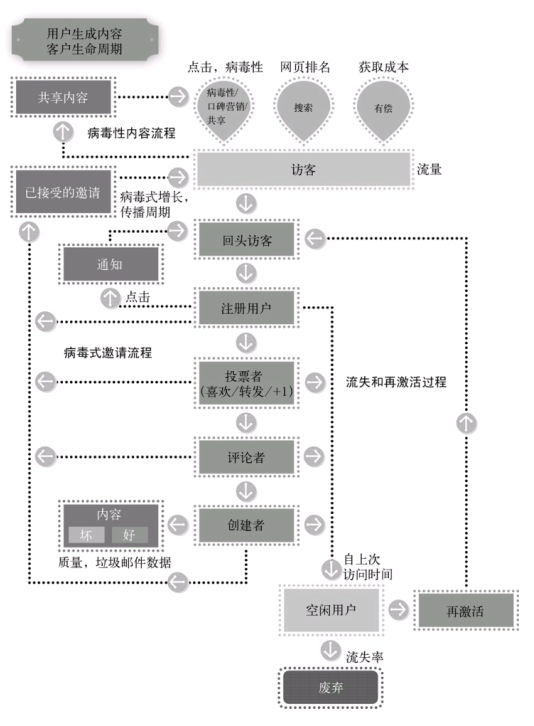 用户生成内容
客户生命周期
点击，病毒性
网页排名
获取成本
共享内容
病毒性/
口碑营销/
共享
搜索
有偿
病毒性内容流程
访客
流量
已接受的邀请
病毒式增长，
传播周期
回头访客
通知
点击
注册用户
病毒式邀请流程
投票者
(喜欢/转发/+1)
流失和再激活过程
评论者
内容
坏
好
创建者
质量，垃圾邮件数据
自上次
访问时间
空闲用户
再激活
流失率
废弃